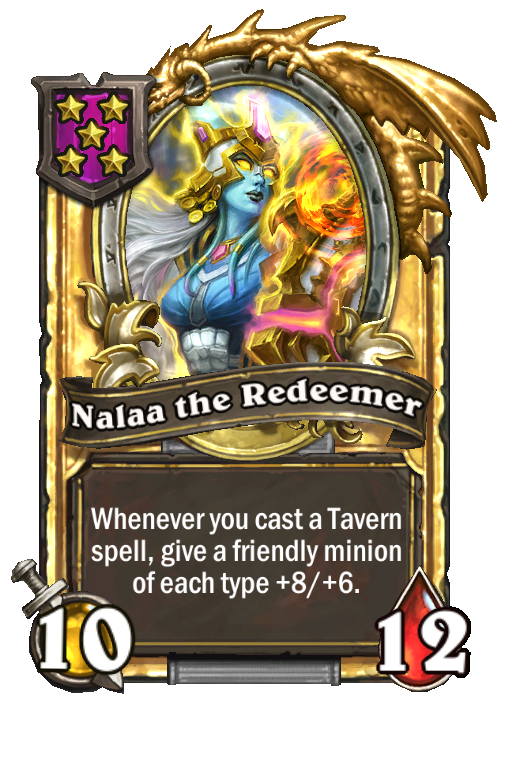 Nalaa the Redeemer
Whenever you cast a Tavern
spell, give a friendly minion
of each type +8/+6.
10
12